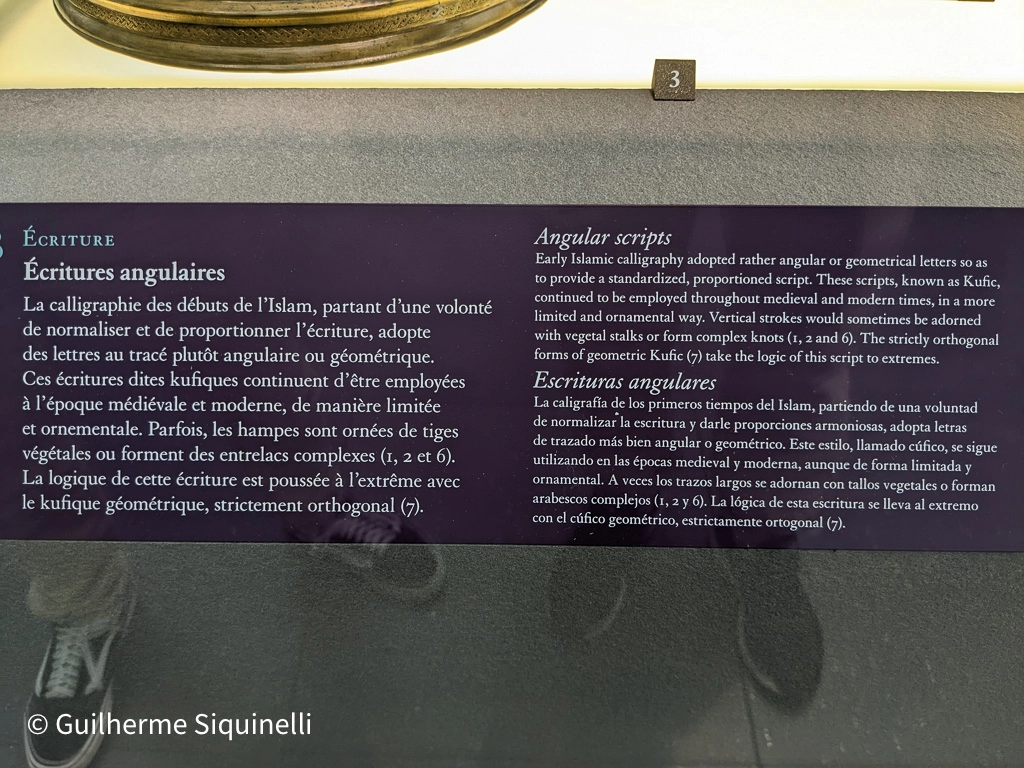 3
Écriture
Écritures angulaires
La calligraphie des débuts de l'Islam, partant d'une volonté
de normaliser et de proportionner l'écriture, adopte
des lettres au tracé plutôt angulaire ou géométrique.
Ces écritures dites kufiques continuent d'être employées
à l'époque médiévale et moderne, de manière limitée
et ornementale. Parfois, les hampes sont ornées de tiges
végétales ou forment des entrelacs complexes (1, 2 et 6).
La logique de cette écriture est poussée à l'extrême avec
le kufique géométrique, strictement orthogonal (7).
Angular scripts
Early Islamic calligraphy adopted rather angular or geometrical letters so as
to provide a standardized, proportioned script. These scripts, known as Kufic,
continued to be employed throughout medieval and modern times, in a more
limited and ornamental way. Vertical strokes would sometimes be adorned
with vegetal stalks or form complex knots (1, 2 and 6). The strictly orthogonal
forms of geometric Kufic (7) take the logic of this script to extremes.
Escrituras angulares
La caligrafía de los primeros tiempos del Islam, partiendo de una voluntad
de normalizar la escritura y darle proporciones armoniosas, adopta letras
de trazado más bien angular o geométrico. Este estilo, llamado cúfico, se sigue
utilizando en las épocas medieval y moderna, aunque de forma limitada y
ornamental. A veces los trazos largos se adornan con tallos vegetales o forman
arabescos complejos (1, 2 y 6). La lógica de esta escritura se lleva al extremo
con el cúfico geométrico, estrictamente ortogonal (7).
© Guilherme Siquinelli